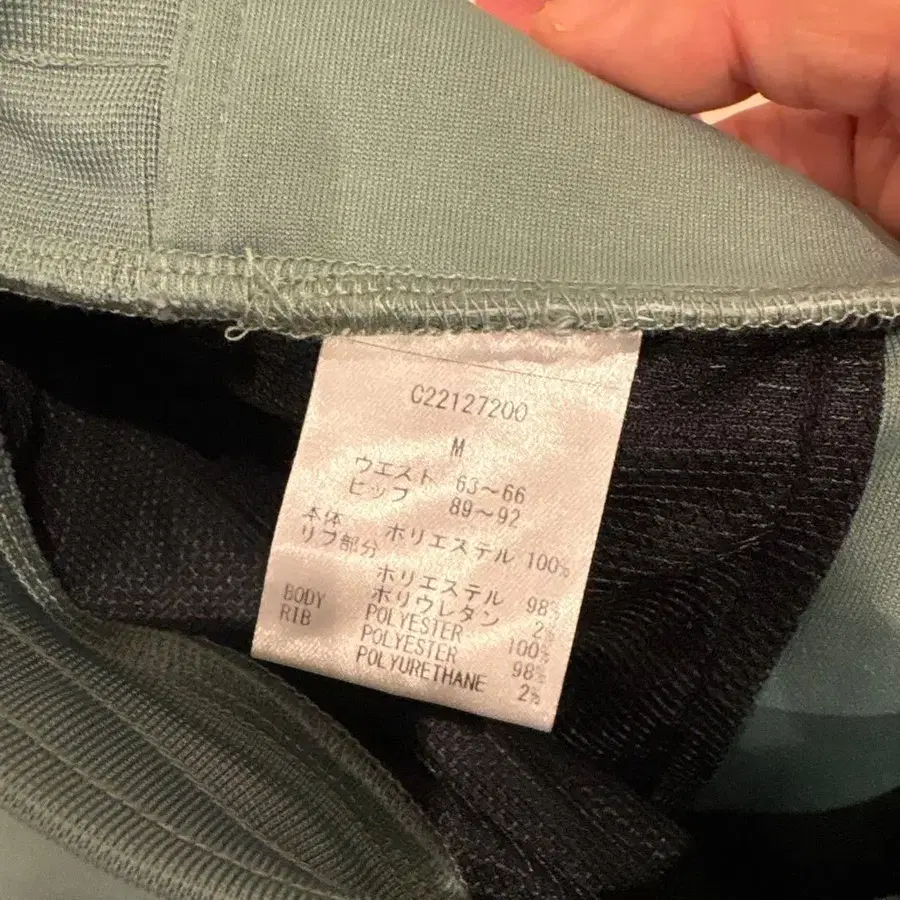 C22127200
M
ウエスト 63～66
ヒップ 89～92
本体 ポリエステル 100%
リブ部分
ポリエステル 98%
ポリウレタン 2%
BODY POLYESTER 100%
RIB POLYESTER 98%
POLYURETHANE 2%